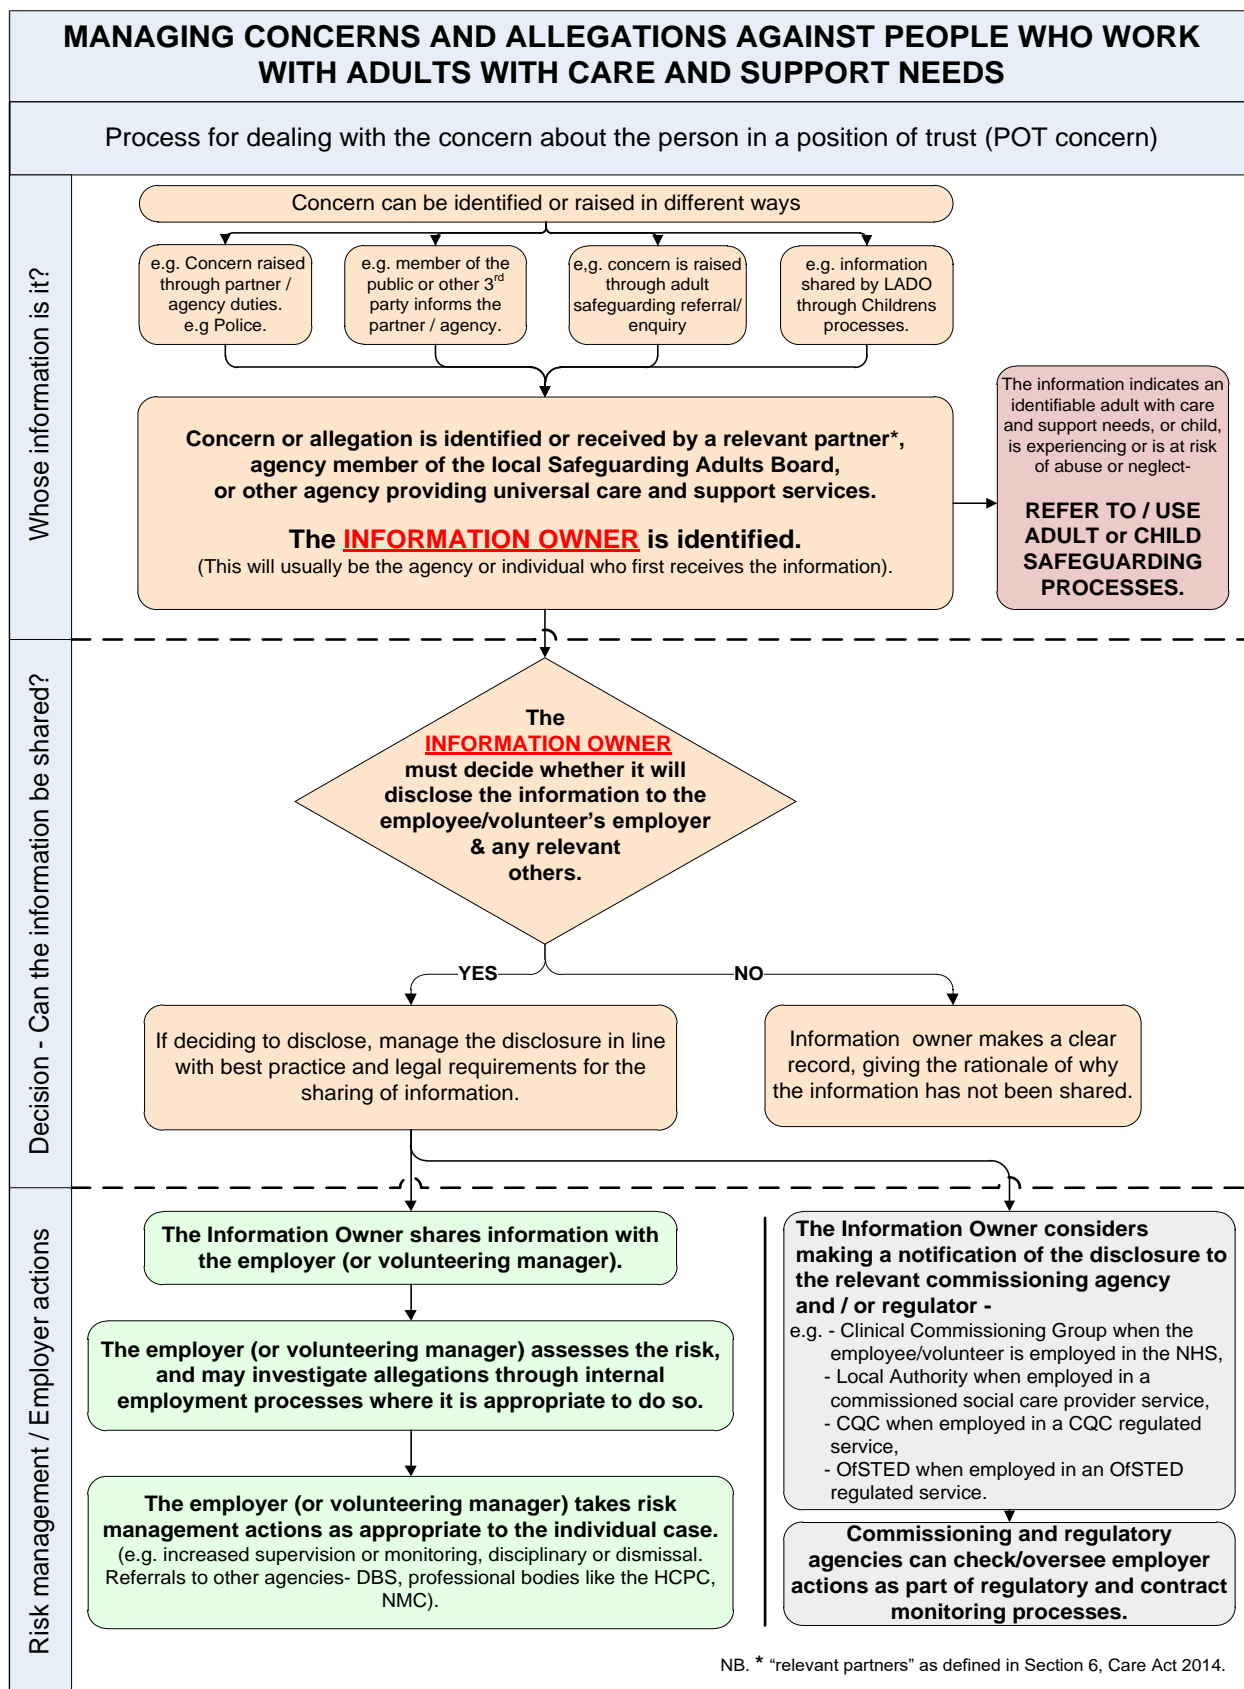 MANAGING CONCERNS AND ALLEGATIONS AGAINST PEOPLE WHO WORK
WITH ADULTS WITH CARE AND SUPPORT NEEDS
Process for dealing with the concern about the person in a position of trust (POT concern)
Whose information is it?
Concern can be identified or raised in different ways
e.g. Concern raised
through partner /
agency duties.
e.g Police.
e.g. member of the
public or other 3rd
party informs the
partner / agency.
e,g. concern is raised
through adult
safeguarding referral/
enquiry
e.g. information
shared by LADO
through Childrens
processes.
Concern or allegation is identified or received by a relevant partner*,
agency member of the local Safeguarding Adults Board,
or other agency providing universal care and support services.
The INFORMATION OWNER is identified.
(This will usually be the agency or individual who first receives the information).
The information indicates an
identifiable adult with care
and support needs, or child,
is experiencing or is at risk
of abuse or neglect-
REFER TO / USE
ADULT or CHILD
SAFEGUARDING
PROCESSES.
Decision - Can the information be shared?
The
INFORMATION OWNER
must decide whether it will
disclose the information to the
employee/volunteer's employer
& any relevant
others.
YES
NO
If deciding to disclose, manage the disclosure in line
with best practice and legal requirements for the
sharing of information.
Information owner makes a clear
record, giving the rationale of why
the information has not been shared.
Risk management / Employer actions
The Information Owner shares information with
the employer (or volunteering manager).
The employer (or volunteering manager) assesses the risk,
and may investigate allegations through internal
employment processes where it is appropriate to do so.
The employer (or volunteering manager) takes risk
management actions as appropriate to the individual case.
(e.g. increased supervision or monitoring, disciplinary or dismissal.
Referrals to other agencies- DBS, professional bodies like the HCPC,
NMC).
The Information Owner considers
making a notification of the disclosure to
the relevant commissioning agency
and / or regulator -
e.g. - Clinical Commissioning Group when the
employee/volunteer is employed in the NHS,
- Local Authority when employed in a
commissioned social care provider service,
- CQC when employed in a CQC regulated
service,
- OfSTED when employed in an OfSTED
regulated service.
Commissioning and regulatory
agencies can check/oversee employer
actions as part of regulatory and contract
monitoring processes.
NB. * "relevant partners" as defined in Section 6, Care Act 2014.